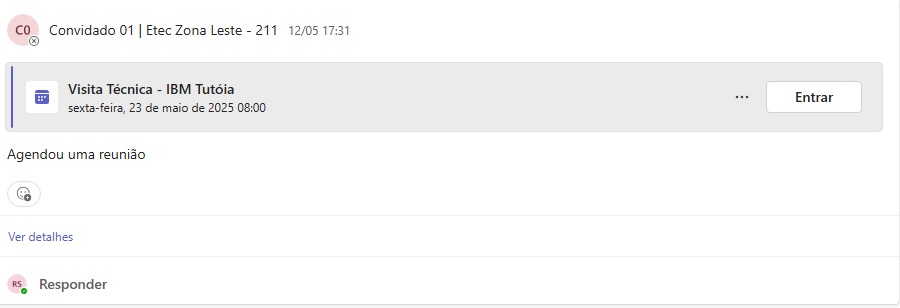 C0 Convidado 01 | Etec Zona Leste - 211 12/05 17:31
Visita Técnica - IBM Tutóia
sexta-feira, 23 de maio de 2025 08:00
... Entrar
Agendou uma reunião
Ver detalhes
RS Responder